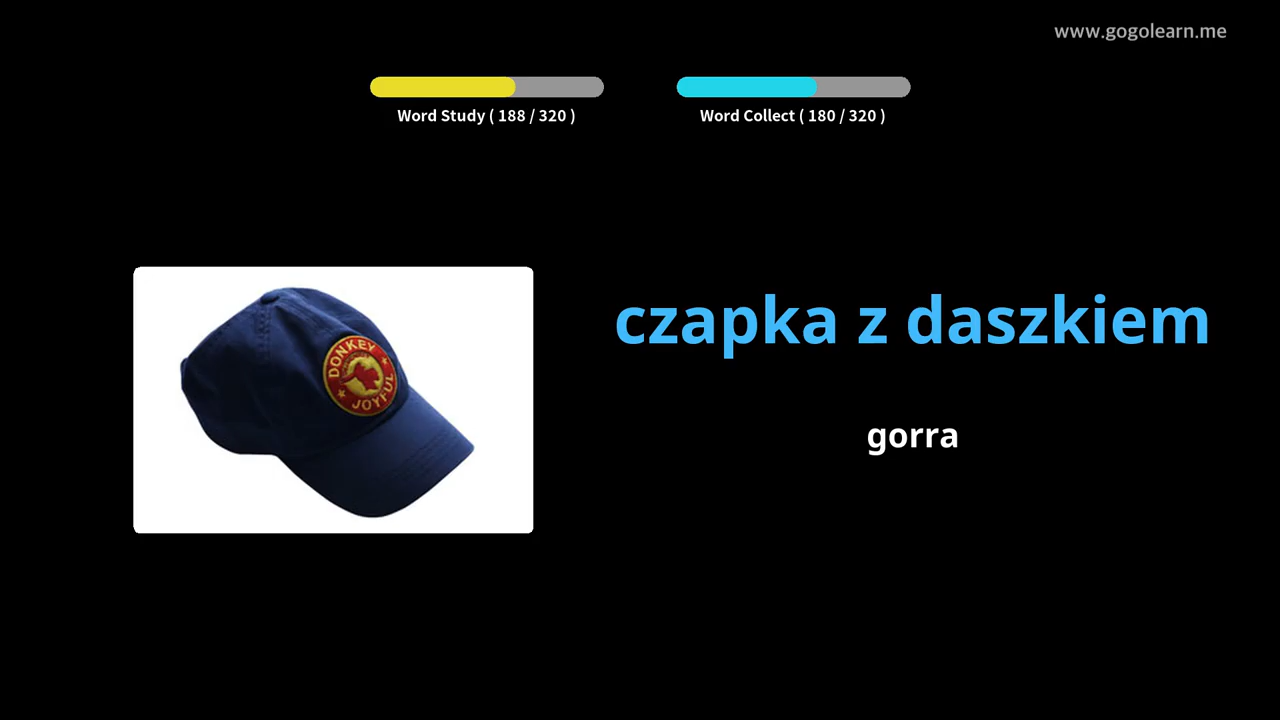 www.gogolearn.me
Word Study ( 188 / 320 )
Word Collect ( 180 / 320 )
DONKEY
JOYFUL
czapka z daszkiem
gorra